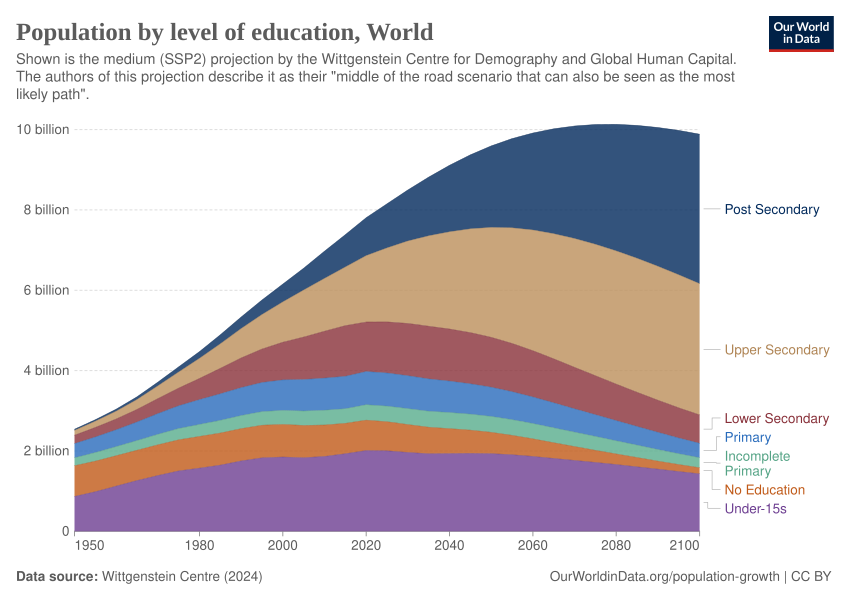 Population by level of education, World
Our World
in Data
Shown is the medium (SSP2) projection by the Wittgenstein Centre for Demography and Global Human Capital.
The authors of this projection describe it as their "middle of the road scenario that can also be seen as the most
likely path".
10 billion
8 billion
6 billion
4 billion
2 billion
0
Post Secondary
Upper Secondary
Lower Secondary
Primary
Incomplete
Primary
No Education
Under-15s
1950 1980 2000 2020 2040 2060 2080 2100
Data source: Wittgenstein Centre (2024)
OurWorldinData.org/population-growth | CC BY